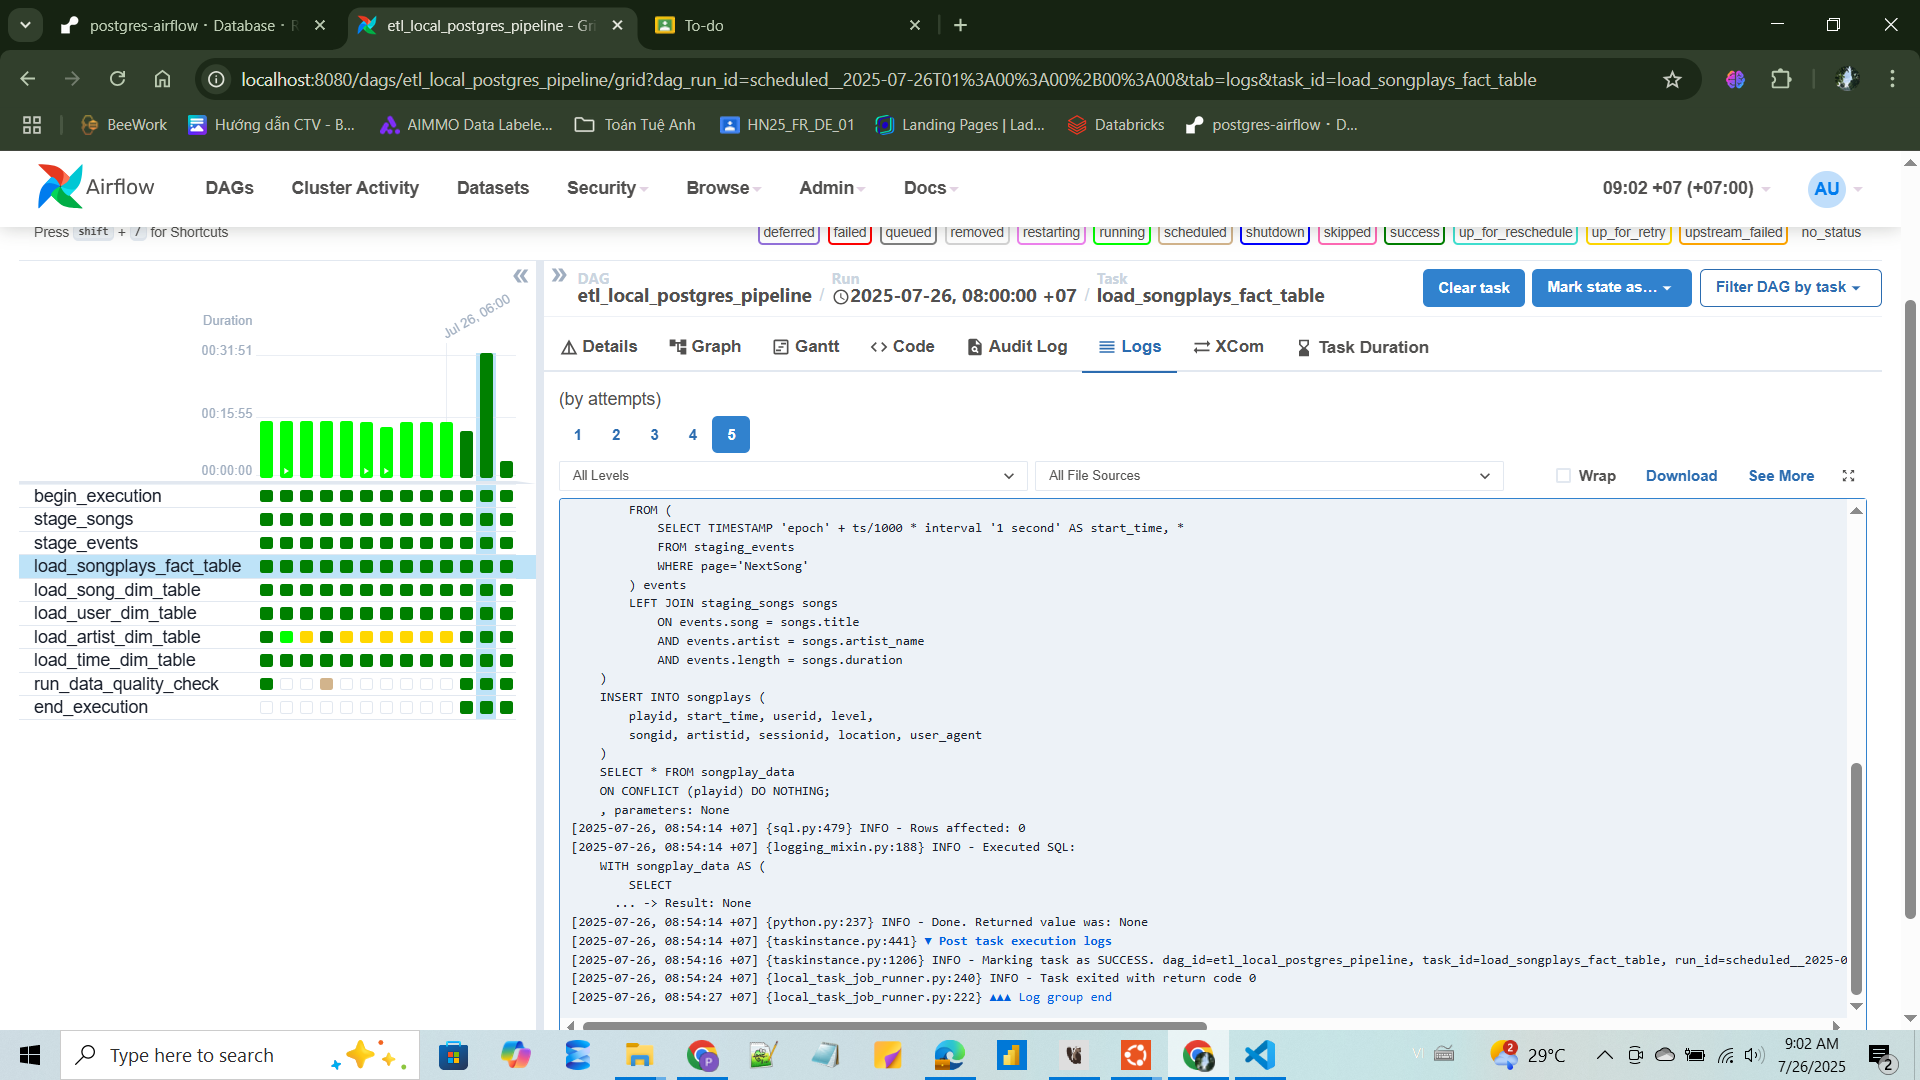 postgres-airflow · Database · R
etl_local_postgres_pipeline - Gri
To-do
localhost:8080/dags/etl_local_postgres_pipeline/grid?dag_run_id=scheduled__2025-07-26T01%3A00%3A00%2B00%3A00&tab=logs&task_id=load_songplays_fact_table
BeeWork
Hướng dẫn CTV - B...
AIMMO Data Labele...
Toán Tuệ Anh
HN25_FR_DE_01
Landing Pages | Lad...
Databricks
postgres-airflow · D...
Airflow
DAGs
Cluster Activity
Datasets
Security
Browse
Admin
Docs
09:02 +07 (+07:00)
AU
Press shift + / for Shortcuts
deferred
failed
queued
removed
restarting
running
scheduled
shutdown
skipped
success
up_for_reschedule
up_for_retry
upstream_failed
no_status
Jul 26, 06:00
Duration
00:31:51
00:15:55
00:00:00
begin_execution
stage_songs
stage_events
load_songplays_fact_table
load_song_dim_table
load_user_dim_table
load_artist_dim_table
load_time_dim_table
run_data_quality_check
end_execution
DAG
etl_local_postgres_pipeline
/
Run
2025-07-26, 08:00:00 +07
/
Task
load_songplays_fact_table
Clear task
Mark state as...
Filter DAG by task
Details
Graph
Gantt
Code
Audit Log
Logs
XCom
Task Duration
(by attempts)
1 2 3 4 5
All Levels
All File Sources
Wrap
Download
See More
FROM (
SELECT TIMESTAMP 'epoch' + ts/1000 * interval '1 second' AS start_time, *
FROM staging_events
WHERE page='NextSong'
) events
LEFT JOIN staging_songs songs
ON events.song = songs.title
AND events.artist = songs.artist_name
AND events.length = songs.duration
)
INSERT INTO songplays (
playid, start_time, userid, level,
songid, artistid, sessionid, location, user_agent
)
SELECT * FROM songplay_data
ON CONFLICT (playid) DO NOTHING;
, parameters: None
[2025-07-26, 08:54:14 +07] {sql.py:479} INFO - Rows affected: 0
[2025-07-26, 08:54:14 +07] {logging_mixin.py:188} INFO - Executed SQL:
WITH songplay_data AS (
SELECT
... -> Result: None
[2025-07-26, 08:54:14 +07] {python.py:237} INFO - Done. Returned value was: None
[2025-07-26, 08:54:14 +07] {taskinstance.py:441} ▼ Post task execution logs
[2025-07-26, 08:54:16 +07] {taskinstance.py:1206} INFO - Marking task as SUCCESS. dag_id=etl_local_postgres_pipeline, task_id=load_songplays_fact_table, run_id=scheduled__2025-0
[2025-07-26, 08:54:24 +07] {local_task_job_runner.py:240} INFO - Task exited with return code 0
[2025-07-26, 08:54:27 +07] {local_task_job_runner.py:222} ▲▲▲ Log group end
Type here to search
P
VI
2
29°C
9:02 AM
7/26/2025
2